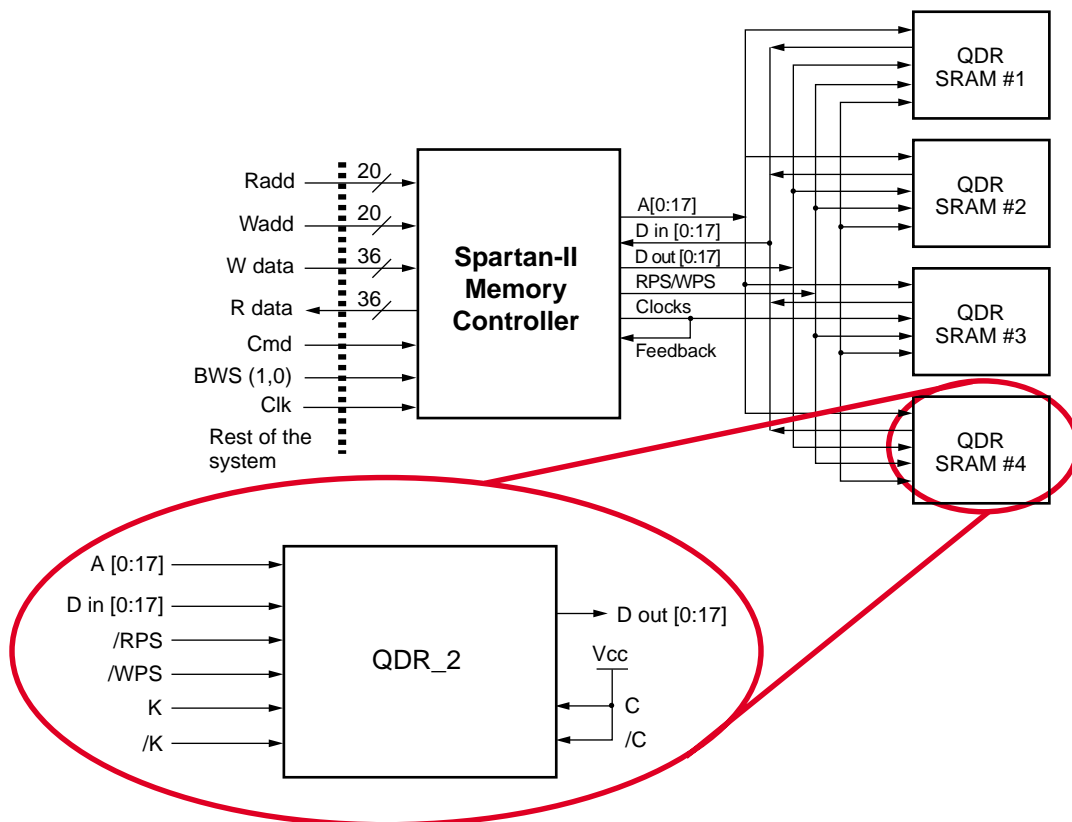 QDR
SRAM #1
QDR
SRAM #2
QDR
SRAM #3
QDR
SRAM #4
Radd
20
Wadd
20
W data
36
R data
36
Cmd
BWS (1,0)
Clk
Rest of the
system
Spartan-II
Memory
Controller
A[0:17]
D in [0:17]
D out [0:17]
RPS/WPS
Clocks
Feedback
A [0:17]
D in [0:17]
/RPS
/WPS
K
/K
QDR_2
D out [0:17]
Vcc
C
/C